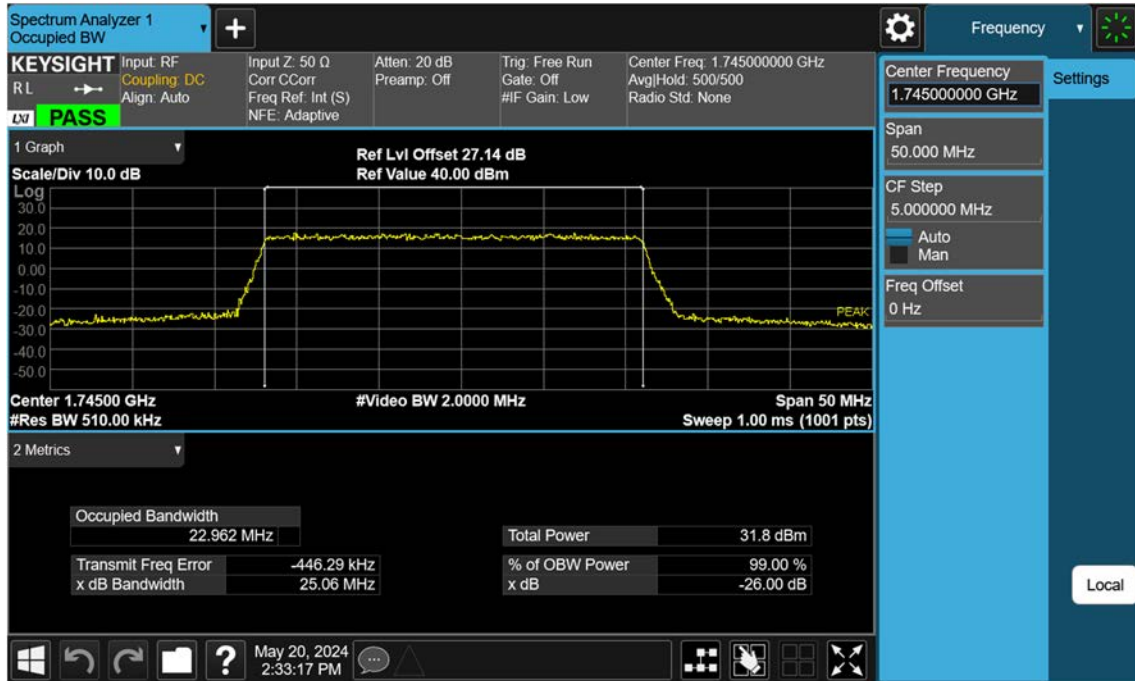 Spectrum Analyzer 1
Occupied BW
+
Frequency
KEYSIGHT
R L
LXI PASS
Input: RF
Coupling: DC
Align: Auto
Input Z: 50 Ω
Corr CCorr
Freq Ref: Int (S)
NFE: Adaptive
Atten: 20 dB
Preamp: Off
Trig: Free Run
Gate: Off
#IF Gain: Low
Center Freq: 1.745000000 GHz
Avg|Hold: 500/500
Radio Std: None
Center Frequency
1.745000000 GHz
Settings
Span
50.000 MHz
CF Step
5.000000 MHz
Auto
Man
Freq Offset
0 Hz
Local
1 Graph
Scale/Div 10.0 dB
Ref Lvl Offset 27.14 dB
Ref Value 40.00 dBm
Log
30.0
20.0
10.0
0.00
-10.0
-20.0
-30.0
-40.0
-50.0
PEAK
Center 1.74500 GHz
#Video BW 2.0000 MHz
Span 50 MHz
#Res BW 510.00 kHz
Sweep 1.00 ms (1001 pts)
2 Metrics
Occupied Bandwidth
22.962 MHz
Total Power 31.8 dBm
Transmit Freq Error -446.29 kHz
% of OBW Power 99.00 %
x dB Bandwidth 25.06 MHz
x dB -26.00 dB
?
May 20, 2024
2:33:17 PM